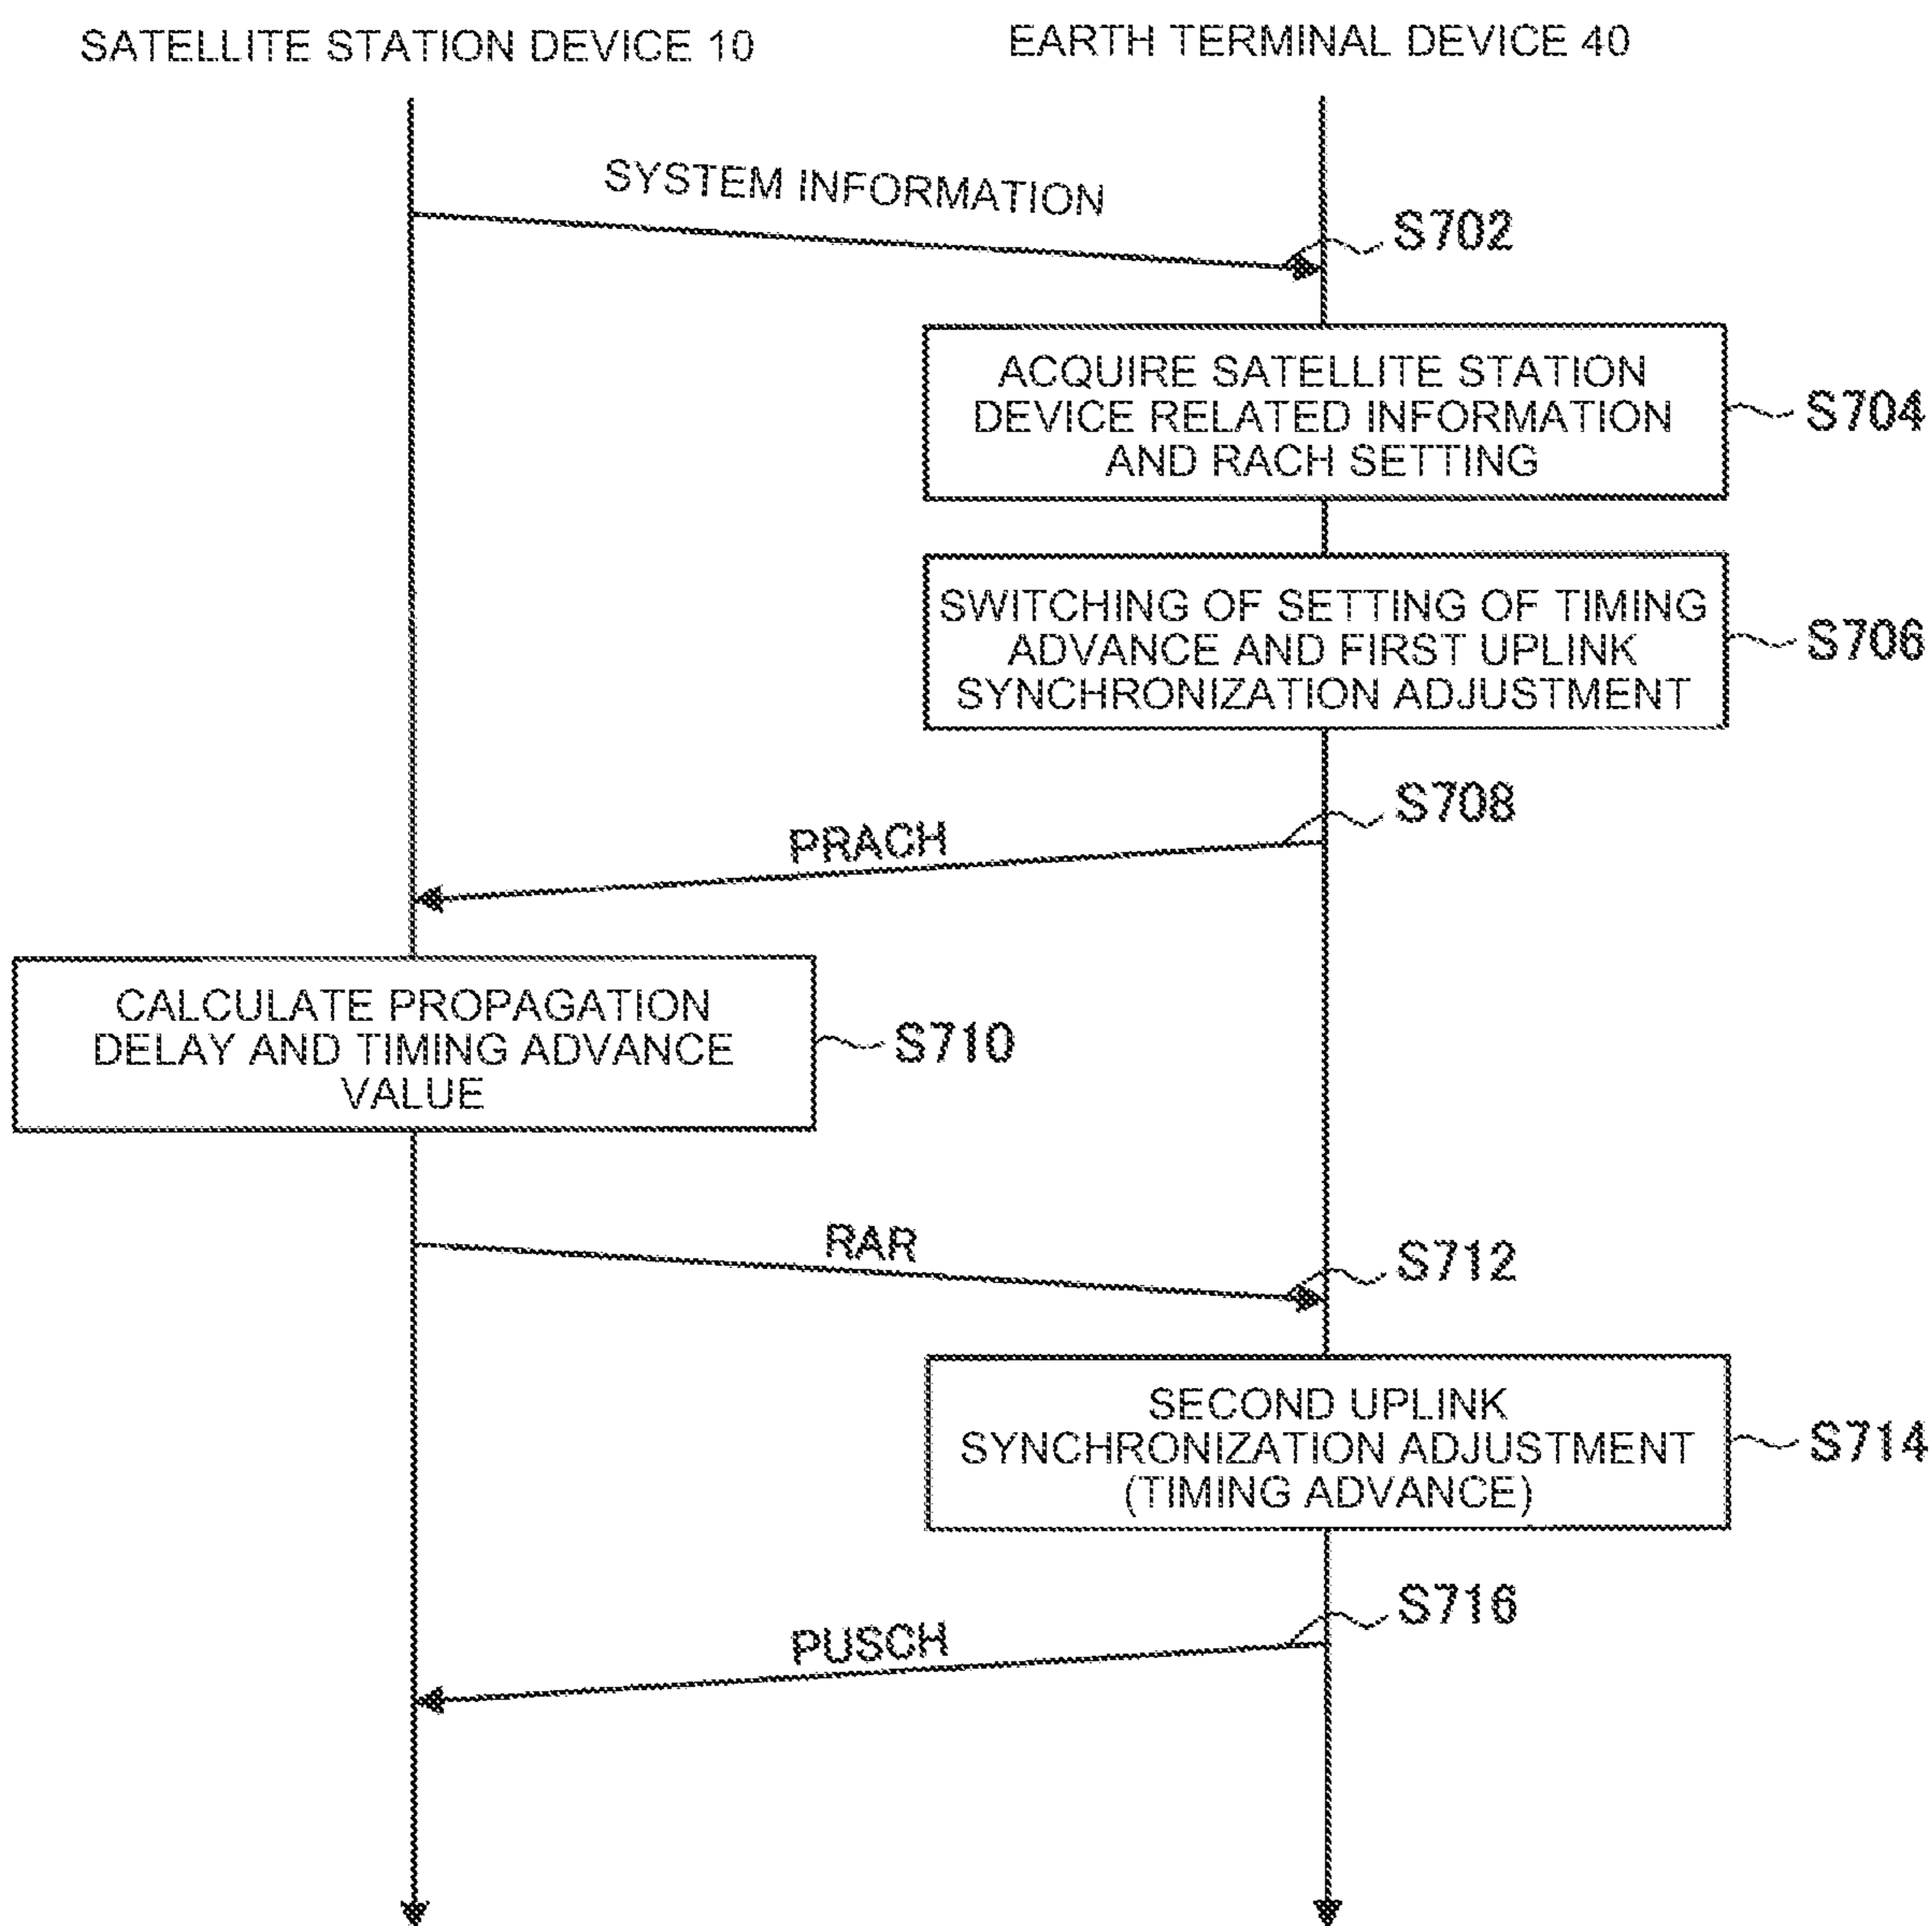 SATELLITE STATION DEVICE 10
EARTH TERMINAL DEVICE 40
SYSTEM INFORMATION
S702
ACQUIRE SATELLITE STATION
DEVICE RELATED INFORMATION
AND RACH SETTING
S704
SWITCHING OF SETTING OF TIMING
ADVANCE AND FIRST UPLINK
SYNCHRONIZATION ADJUSTMENT
S706
S708
PRACH
CALCULATE PROPAGATION
DELAY AND TIMING ADVANCE
VALUE
S710
RAR
S712
SECOND UPLINK
SYNCHRONIZATION ADJUSTMENT
(TIMING ADVANCE)
S714
S716
PUSCH